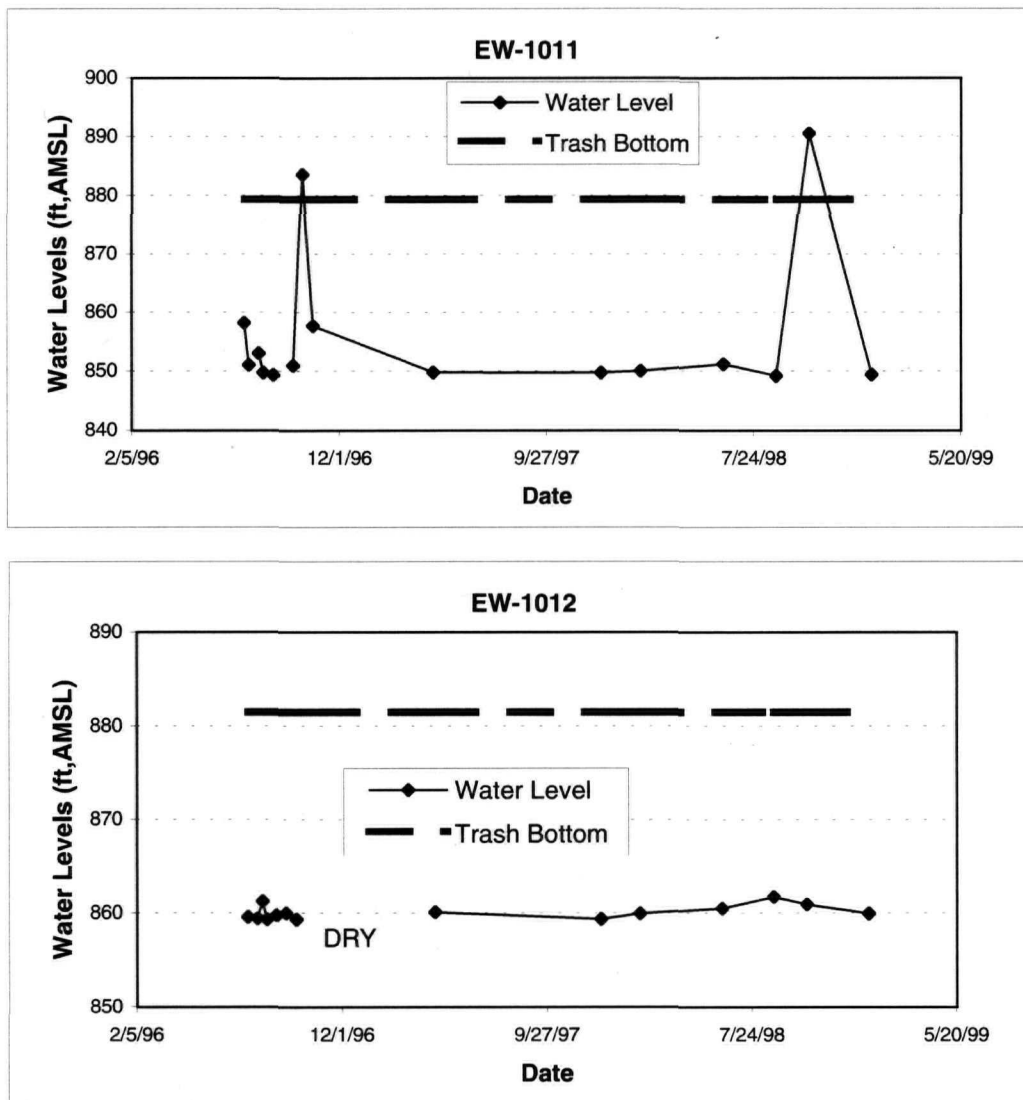 EW-1011
Water Levels (ft,AMSL)
900
890
880
870
860
850
840
Water Level
Trash Bottom
2/5/96 12/1/96 9/27/97 7/24/98 5/20/99
Date
EW-1012
Water Levels (ft,AMSL)
890
880
870
860
850
Water Level
Trash Bottom
DRY
2/5/96 12/1/96 9/27/97 7/24/98 5/20/99
Date